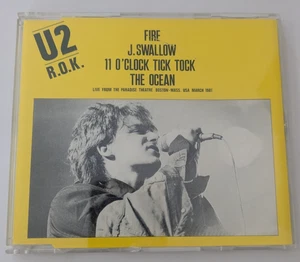 U2
R.O.K.
FIRE
J. SWALLOW
11 O'CLOCK TICK TOCK
THE OCEAN
LIVE FROM THE PARADISE THEATRE BOSTON-MASS. USA MARCH 1981